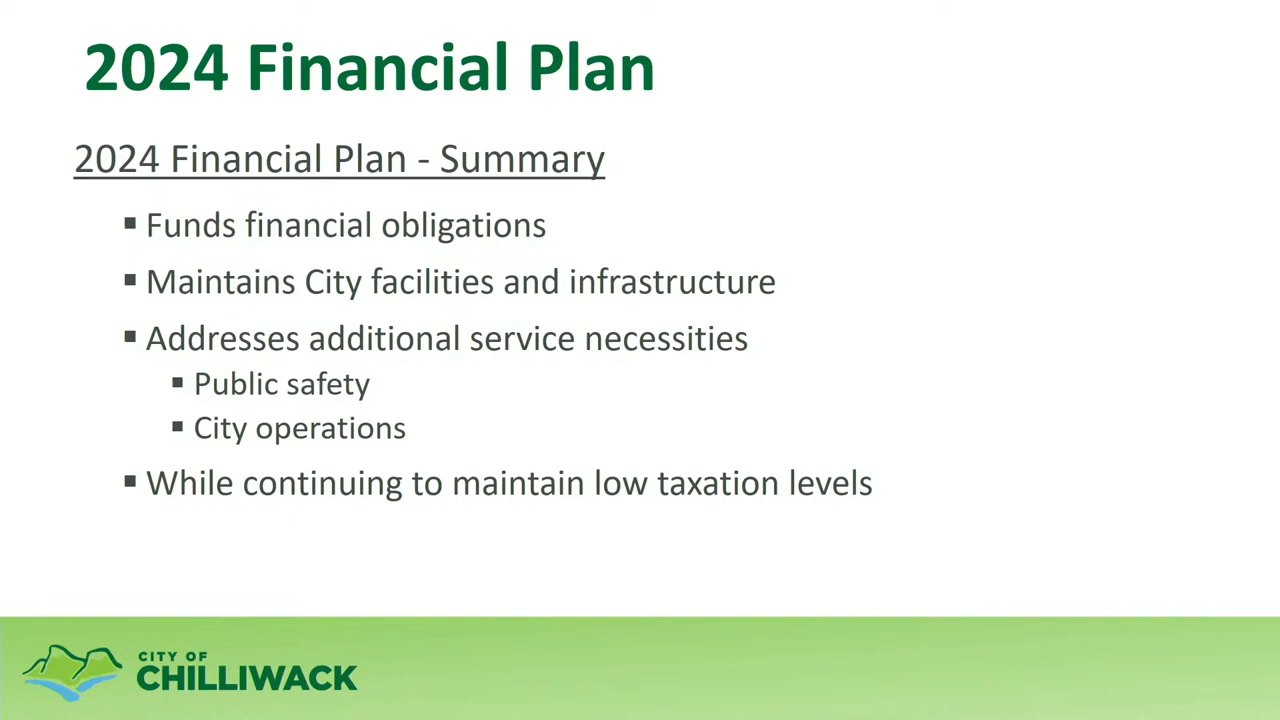 2024 Financial Plan
2024 Financial Plan - Summary
▪ Funds financial obligations
▪ Maintains City facilities and infrastructure
▪ Addresses additional service necessities
▪ Public safety
▪ City operations
▪ While continuing to maintain low taxation levels
CITY OF
CHILLIWACK